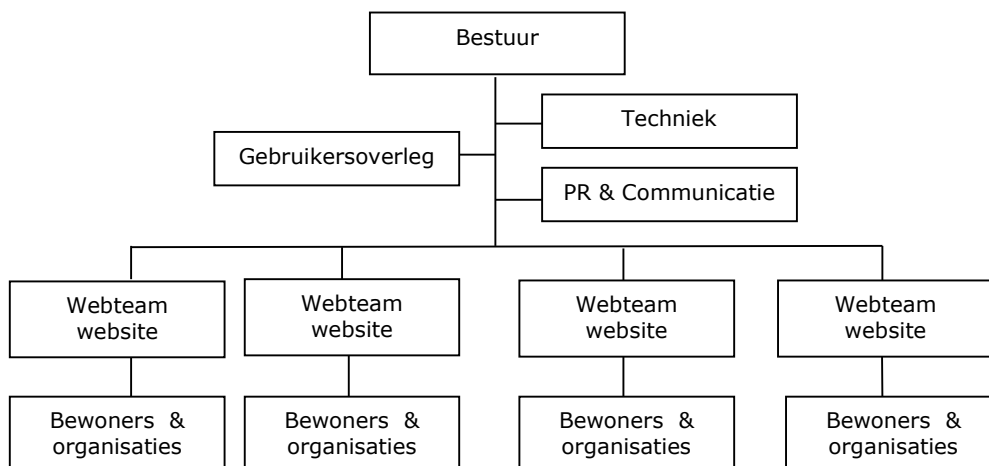 Bestuur
Techniek
Gebruikersoverleg
PR & Communicatie
Webteam
website
Webteam
website
Webteam
website
Webteam
website
Bewoners &
organisaties
Bewoners &
organisaties
Bewoners &
organisaties
Bewoners &
organisaties